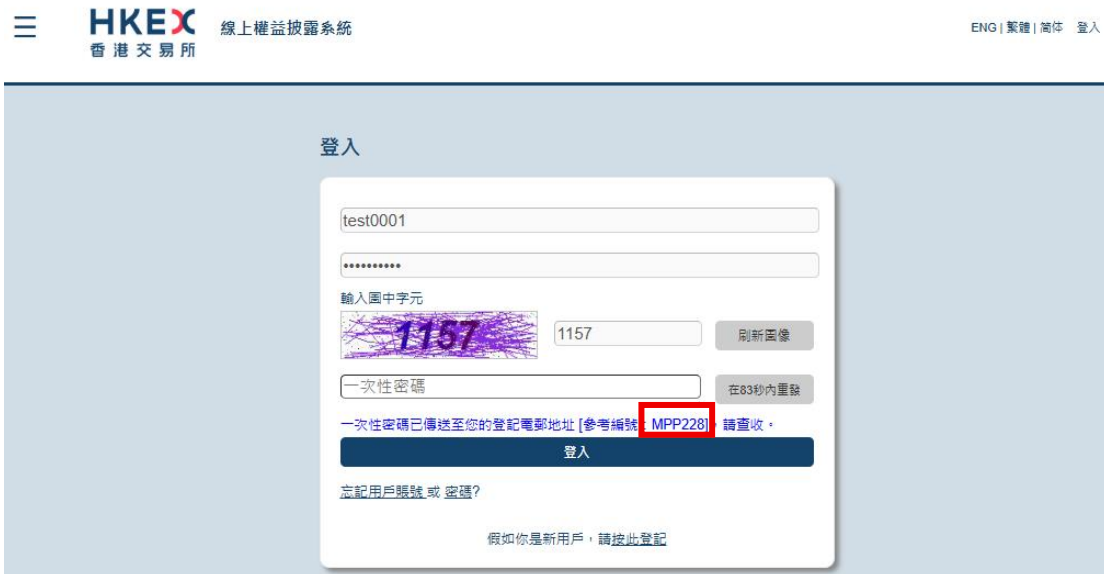 HKEX 線上權益披露系統 ENG | 繁體 | 简体 登入
香港交易所
登入
test0001
••••••••••
輸入圖中字元
1157 1157 刷新圖像
一次性密碼 在83秒內重發
一次性密碼已傳送至您的登記電郵地址 [參考編號: MPP228]，請查收。
登入
忘記用戶賬號 或 密碼?
假如你是新用戶，請按此登記